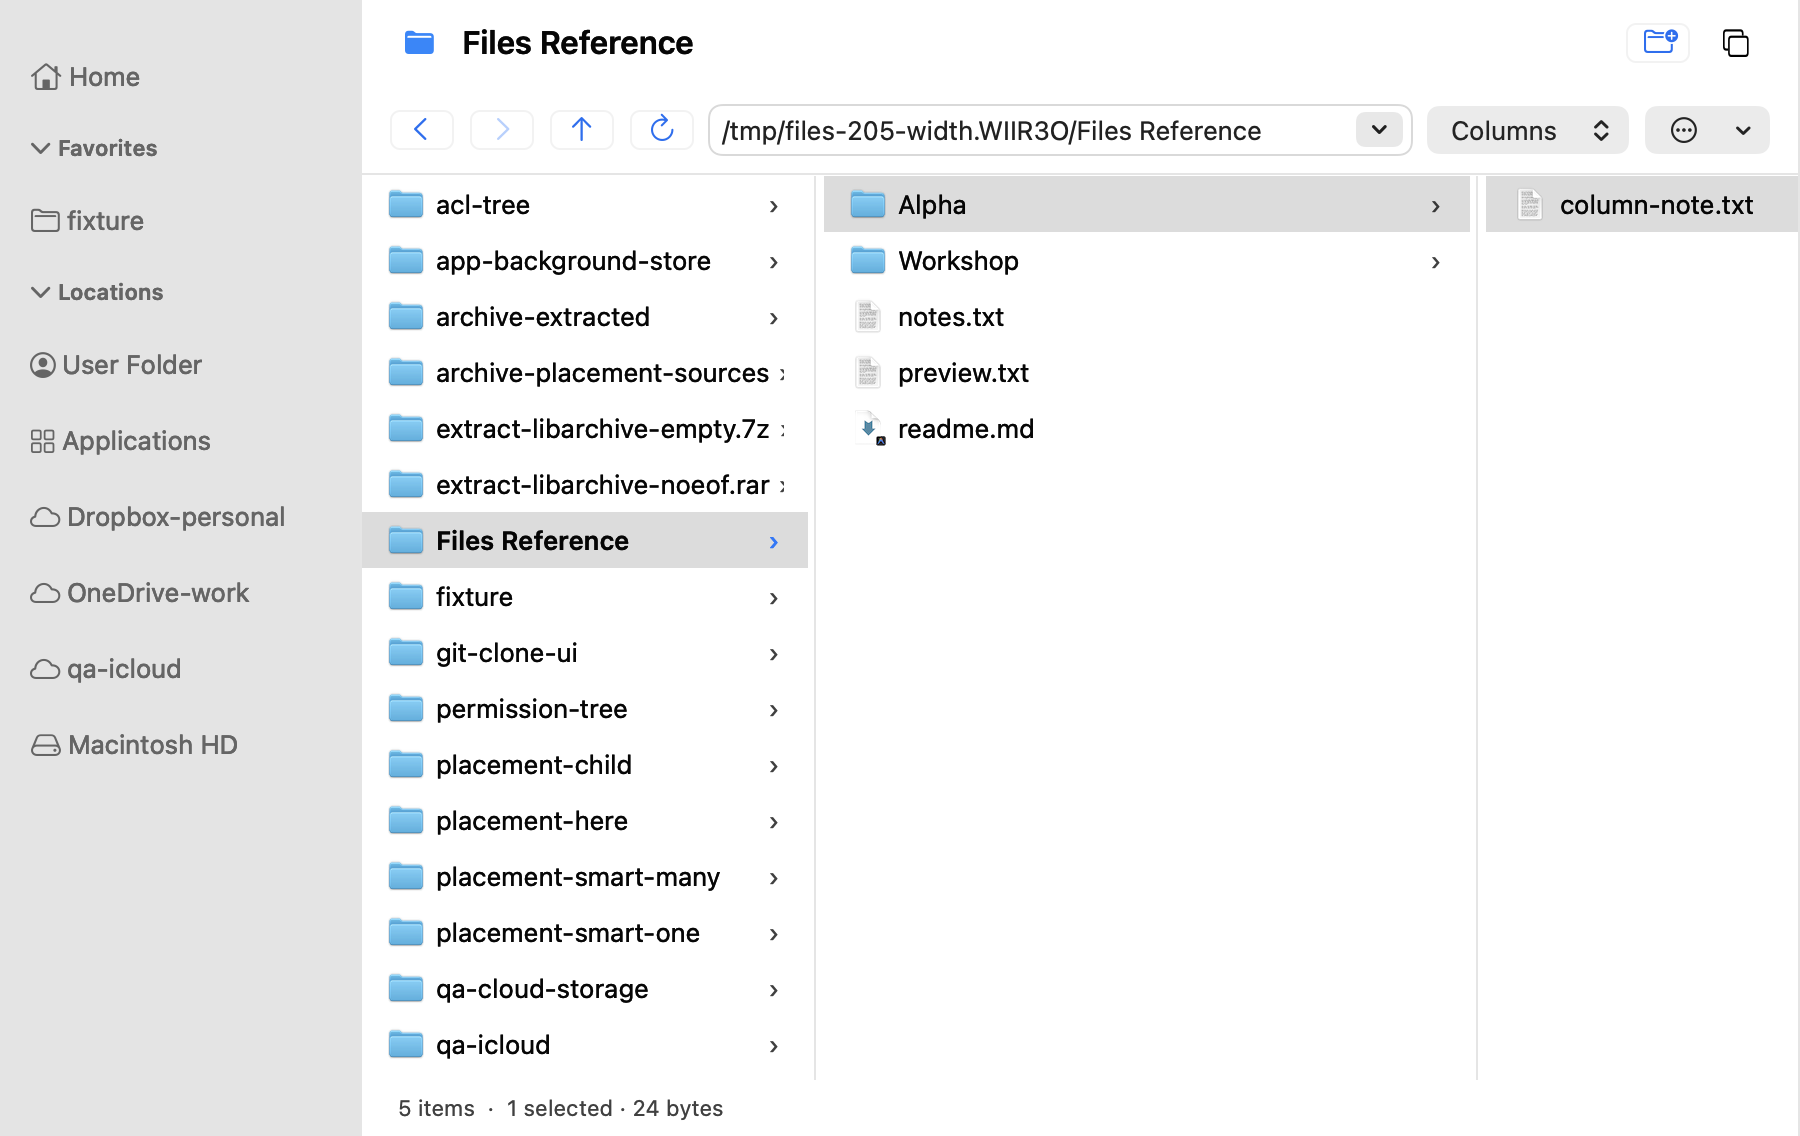 Files Reference
Home
Favorites
fixture
Locations
User Folder
Applications
Dropbox-personal
OneDrive-work
qa-icloud
Macintosh HD
/tmp/files-205-width.WIIR3O/Files Reference
Columns
acl-tree
app-background-store
archive-extracted
archive-placement-sources
extract-libarchive-empty.7z
extract-libarchive-noeof.rar
Files Reference
fixture
git-clone-ui
permission-tree
placement-child
placement-here
placement-smart-many
placement-smart-one
qa-cloud-storage
qa-icloud
Alpha
Workshop
notes.txt
preview.txt
readme.md
column-note.txt
5 items · 1 selected · 24 bytes